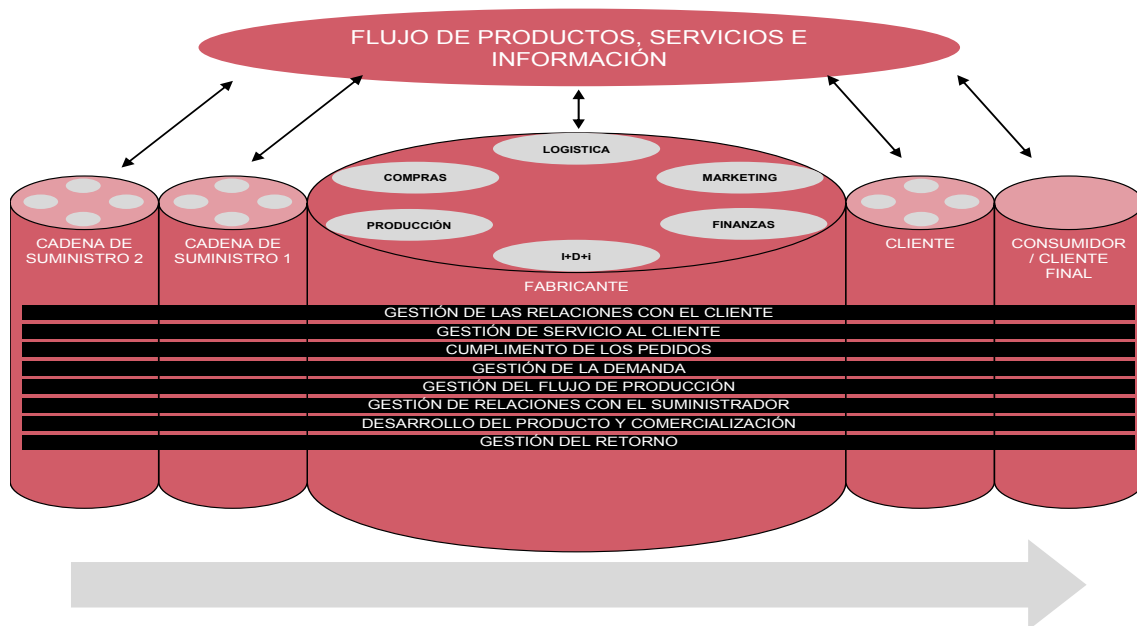 FLUJO DE PRODUCTOS, SERVICIOS E
INFORMACIÓN
LOGISTICA
COMPRAS
MARKETING
PRODUCCIÓN
FINANZAS
I+D+i
CADENA DE
SUMINISTRO 2
CADENA DE
SUMINISTRO 1
FABRICANTE
CLIENTE
CONSUMIDOR
/ CLIENTE
FINAL
GESTIÓN DE LAS RELACIONES CON EL CLIENTE
GESTIÓN DE SERVICIO AL CLIENTE
CUMPLIMENTO DE LOS PEDIDOS
GESTIÓN DE LA DEMANDA
GESTIÓN DEL FLUJO DE PRODUCCIÓN
GESTIÓN DE RELACIONES CON EL SUMINISTRADOR
DESARROLLO DEL PRODUCTO Y COMERCIALIZACIÓN
GESTIÓN DEL RETORNO